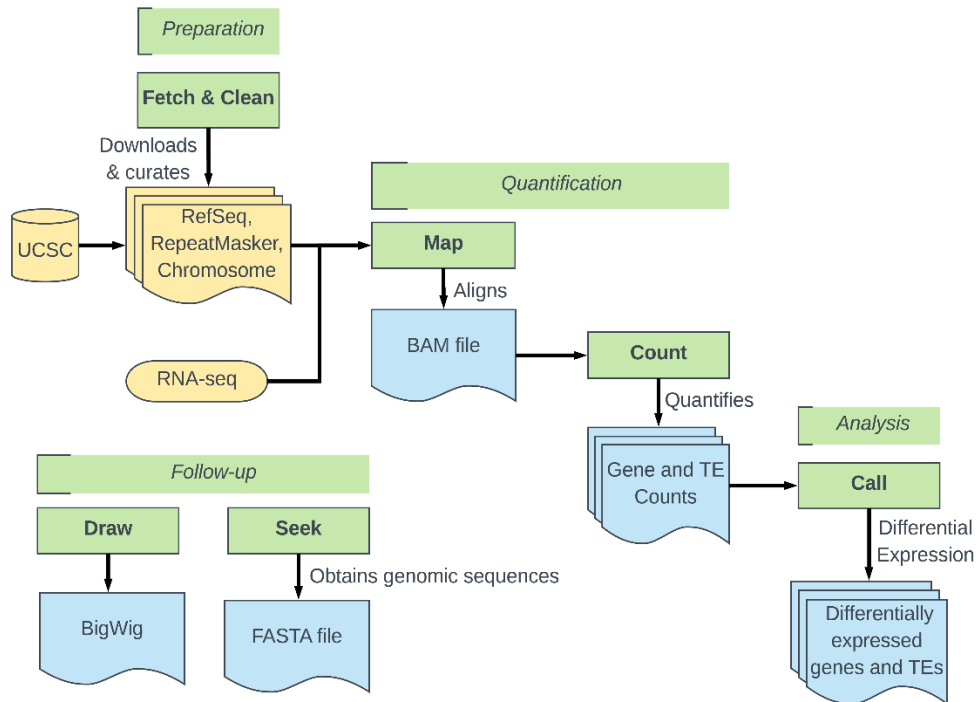 Preparation
Fetch & Clean
Downloads
& curates
UCSC
RefSeq,
RepeatMasker,
Chromosome
RNA-seq
Quantification
Map
Aligns
BAM file
Count
Quantifies
Gene and TE
Counts
Analysis
Call
Differential
Expression
Differentially
expressed
genes and TEs
Follow-up
Draw
BigWig
Seek
Obtains genomic sequences
FASTA file